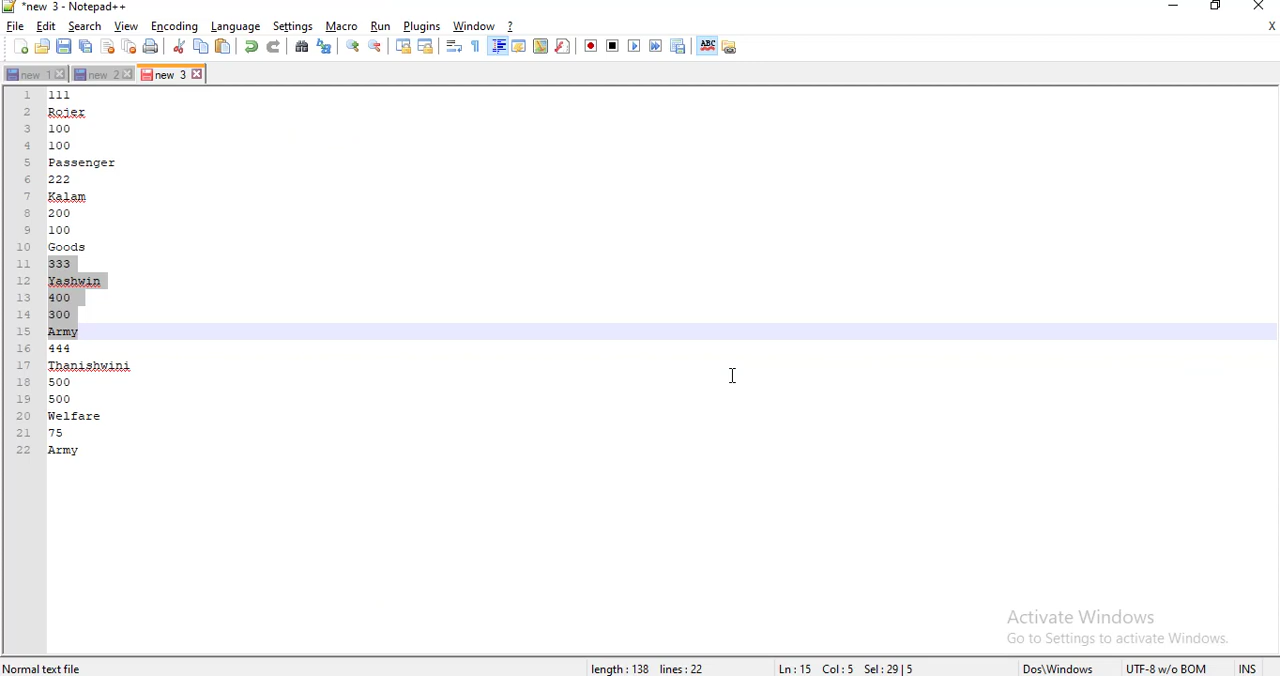 *new 3 - Notepad++
File Edit Search View Encoding Language Settings Macro Run Plugins Window ?
X
ABC
new 1 new 2 new 3
1 111
2 Rojer
3 100
4 100
5 Passenger
6 222
7 Kalam
8 200
9 100
10 Goods
11 333
12 Yashwin
13 400
14 300
15 Army
16 444
17 Thanishwini
18 500
19 500
20 Welfare
21 75
22 Army
Activate Windows
Go to Settings to activate Windows.
Normal text file length : 138 lines : 22 Ln : 15 Col : 5 Sel : 29 | 5 Dos\Windows UTF-8 w/o BOM INS